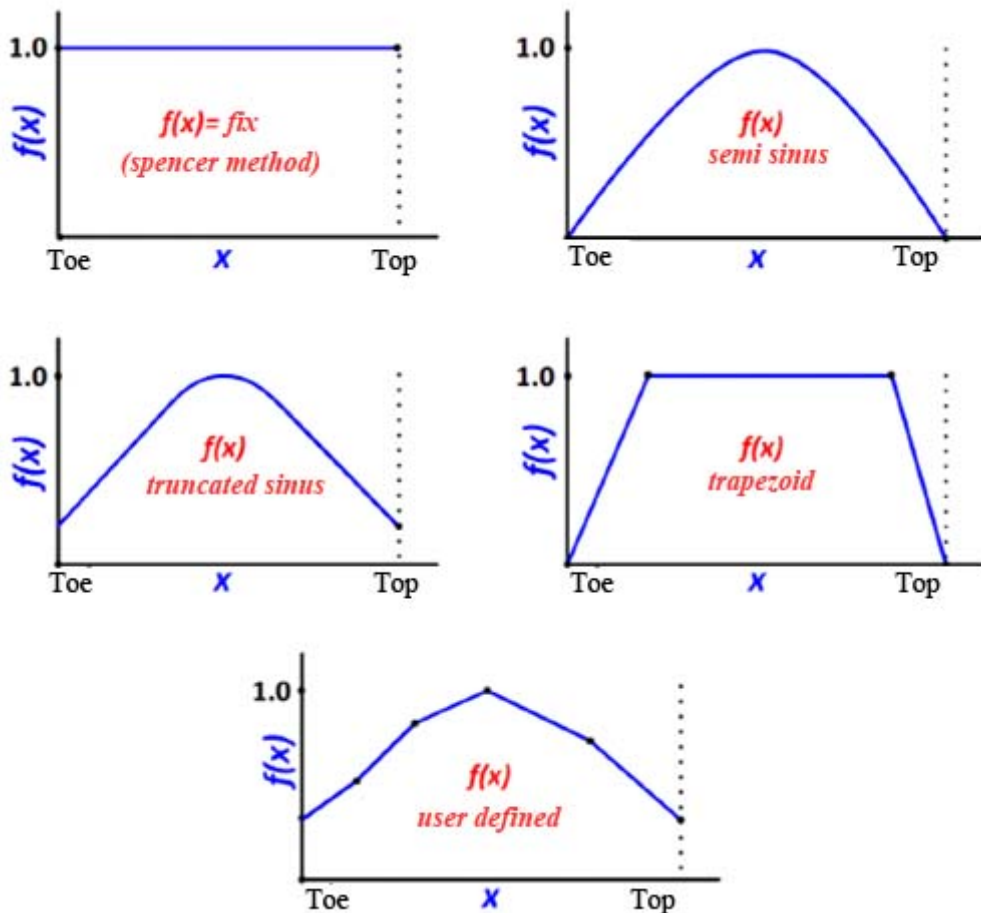 1.0
f(x)
f(x)= fix
(spencer method)
Toe
X
Top
1.0
f(x)
f(x)
semi sinus
Toe
X
Top
1.0
f(x)
f(x)
truncated sinus
Toe
X
Top
1.0
f(x)
f(x)
trapezoid
Toe
X
Top
1.0
f(x)
f(x)
user defined
Toe
X
Top